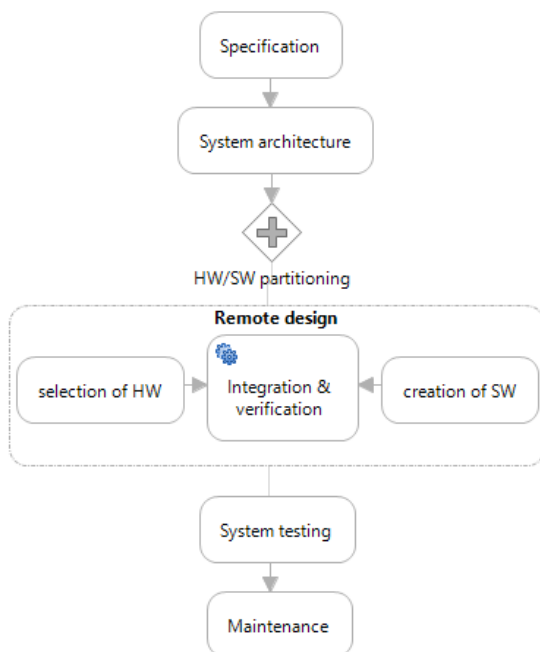 Specification
System architecture
HW/SW partitioning
Remote design
selection of HW
Integration &
verification
creation of SW
System testing
Maintenance